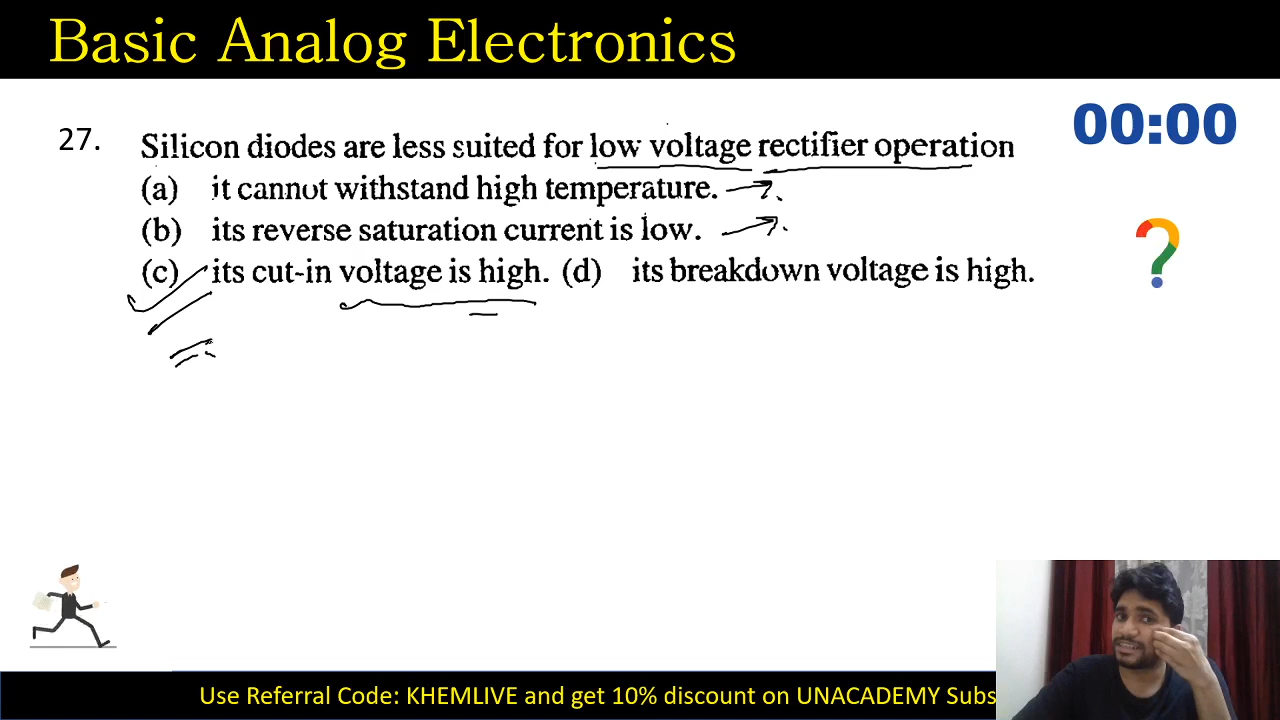 Basic Analog Electronics
00:00
27. Silicon diodes are less suited for low voltage rectifier operation
(a) it cannot withstand high temperature.
(b) its reverse saturation current is low.
(c) its cut-in voltage is high. (d) its breakdown voltage is high.
?
Use Referral Code: KHEMLIVE and get 10% discount on UNACADEMY Subs